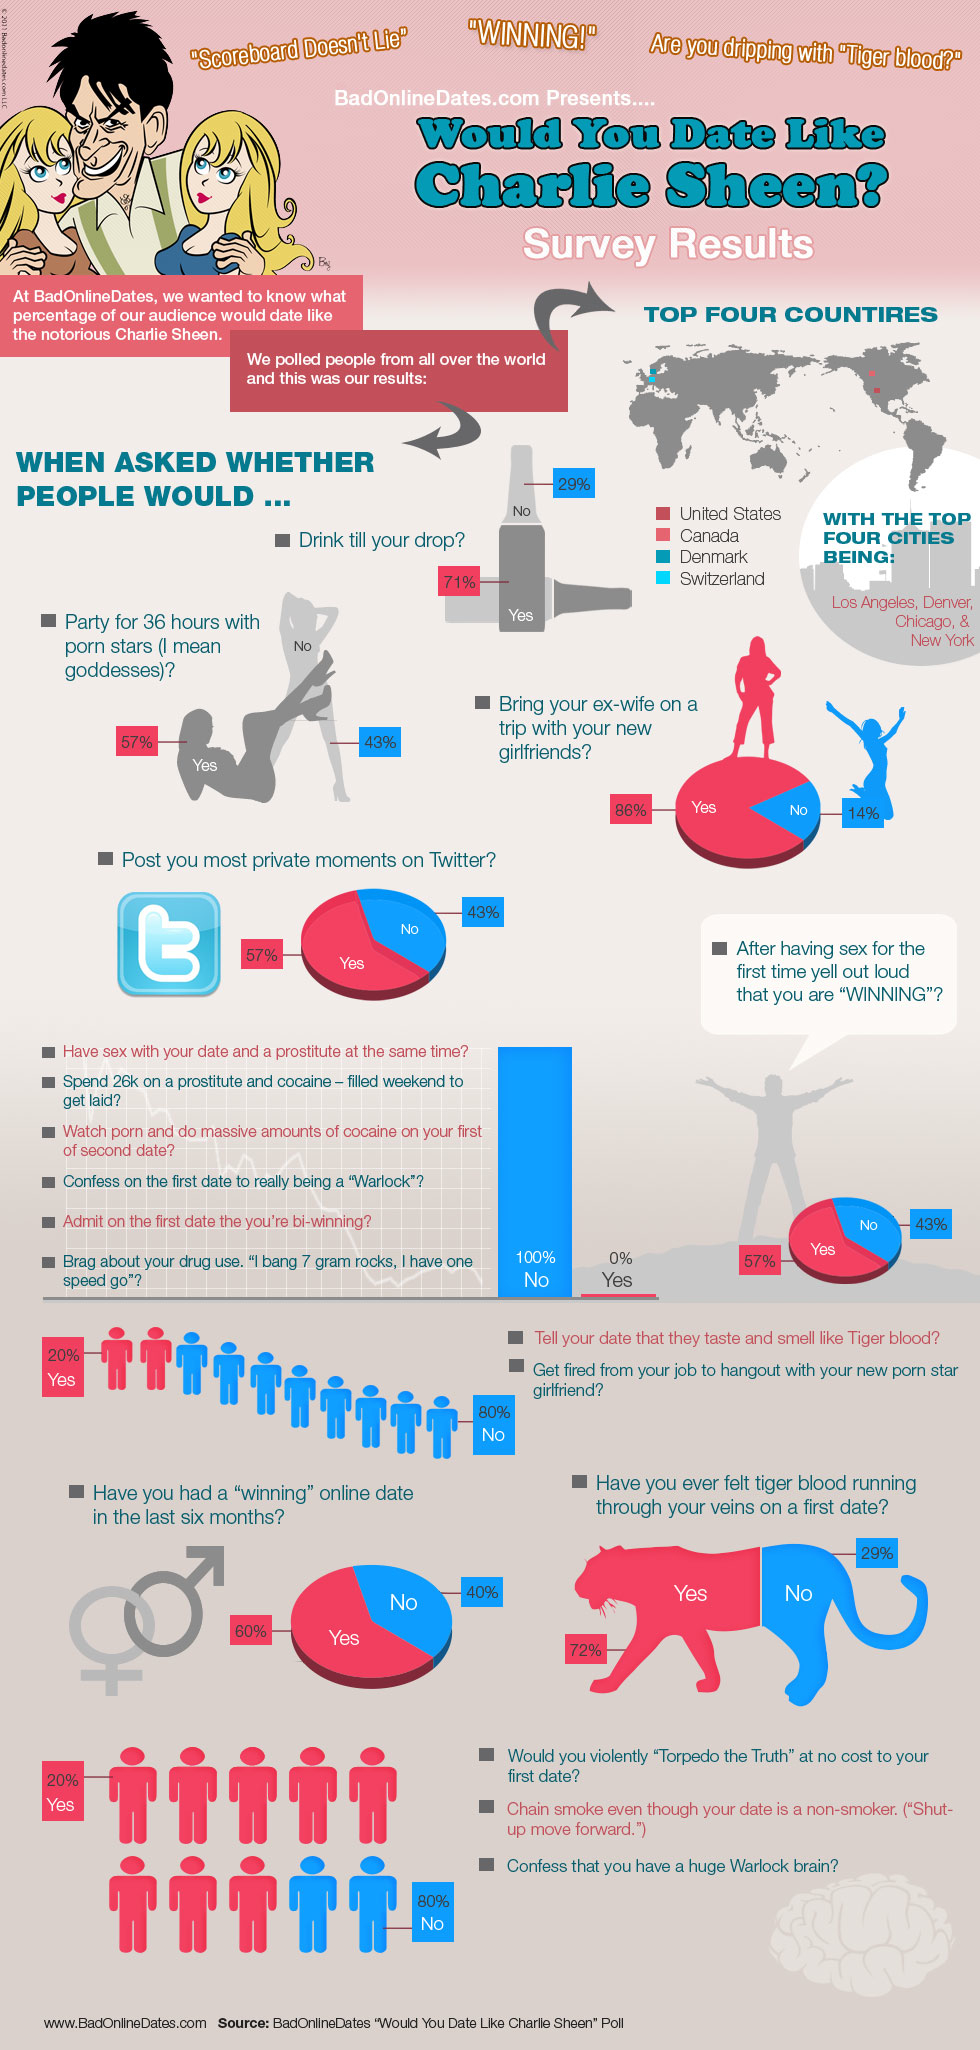 © 2011 Badonlinedates.com LLC
"Scoreboard Doesn't Lie"
"WINNING!"
Are you dripping with "Tiger blood?"
BadOnlineDates.com Presents....
Would You Date Like
Charlie Sheen?
Survey Results
At BadOnlineDates, we wanted to know what
percentage of our audience would date like
the notorious Charlie Sheen.
We polled people from all over the world
and this was our results:
TOP FOUR COUNTIRES
United States
Canada
Denmark
Switzerland
WITH THE TOP
FOUR CITIES
BEING:
Los Angeles, Denver,
Chicago, &
New York
WHEN ASKED WHETHER
PEOPLE WOULD ...
Drink till your drop?
29%
No
71%
Yes
Party for 36 hours with
porn stars (I mean
goddesses)?
No
57%
Yes
43%
Bring your ex-wife on a
trip with your new
girlfriends?
86%
Yes
No
14%
Post you most private moments on Twitter?
t
57%
Yes
No
43%
After having sex for the
first time yell out loud
that you are “WINNING”?
57%
Yes
No
43%
Have sex with your date and a prostitute at the same time?
Spend 26k on a prostitute and cocaine – filled weekend to
get laid?
Watch porn and do massive amounts of cocaine on your first
of second date?
Confess on the first date to really being a “Warlock”?
Admit on the first date the you’re bi-winning?
Brag about your drug use. “I bang 7 gram rocks, I have one
speed go”?
100%
No
0%
Yes
20%
Yes
80%
No
Tell your date that they taste and smell like Tiger blood?
Get fired from your job to hangout with your new porn star
girlfriend?
Have you had a “winning” online date
in the last six months?
60%
Yes
No
40%
Have you ever felt tiger blood running
through your veins on a first date?
72%
Yes
No
29%
20%
Yes
80%
No
Would you violently “Torpedo the Truth” at no cost to your
first date?
Chain smoke even though your date is a non-smoker. (“Shut-
up move forward.”)
Confess that you have a huge Warlock brain?
www.BadOnlineDates.com Source: BadOnlineDates “Would You Date Like Charlie Sheen” Poll